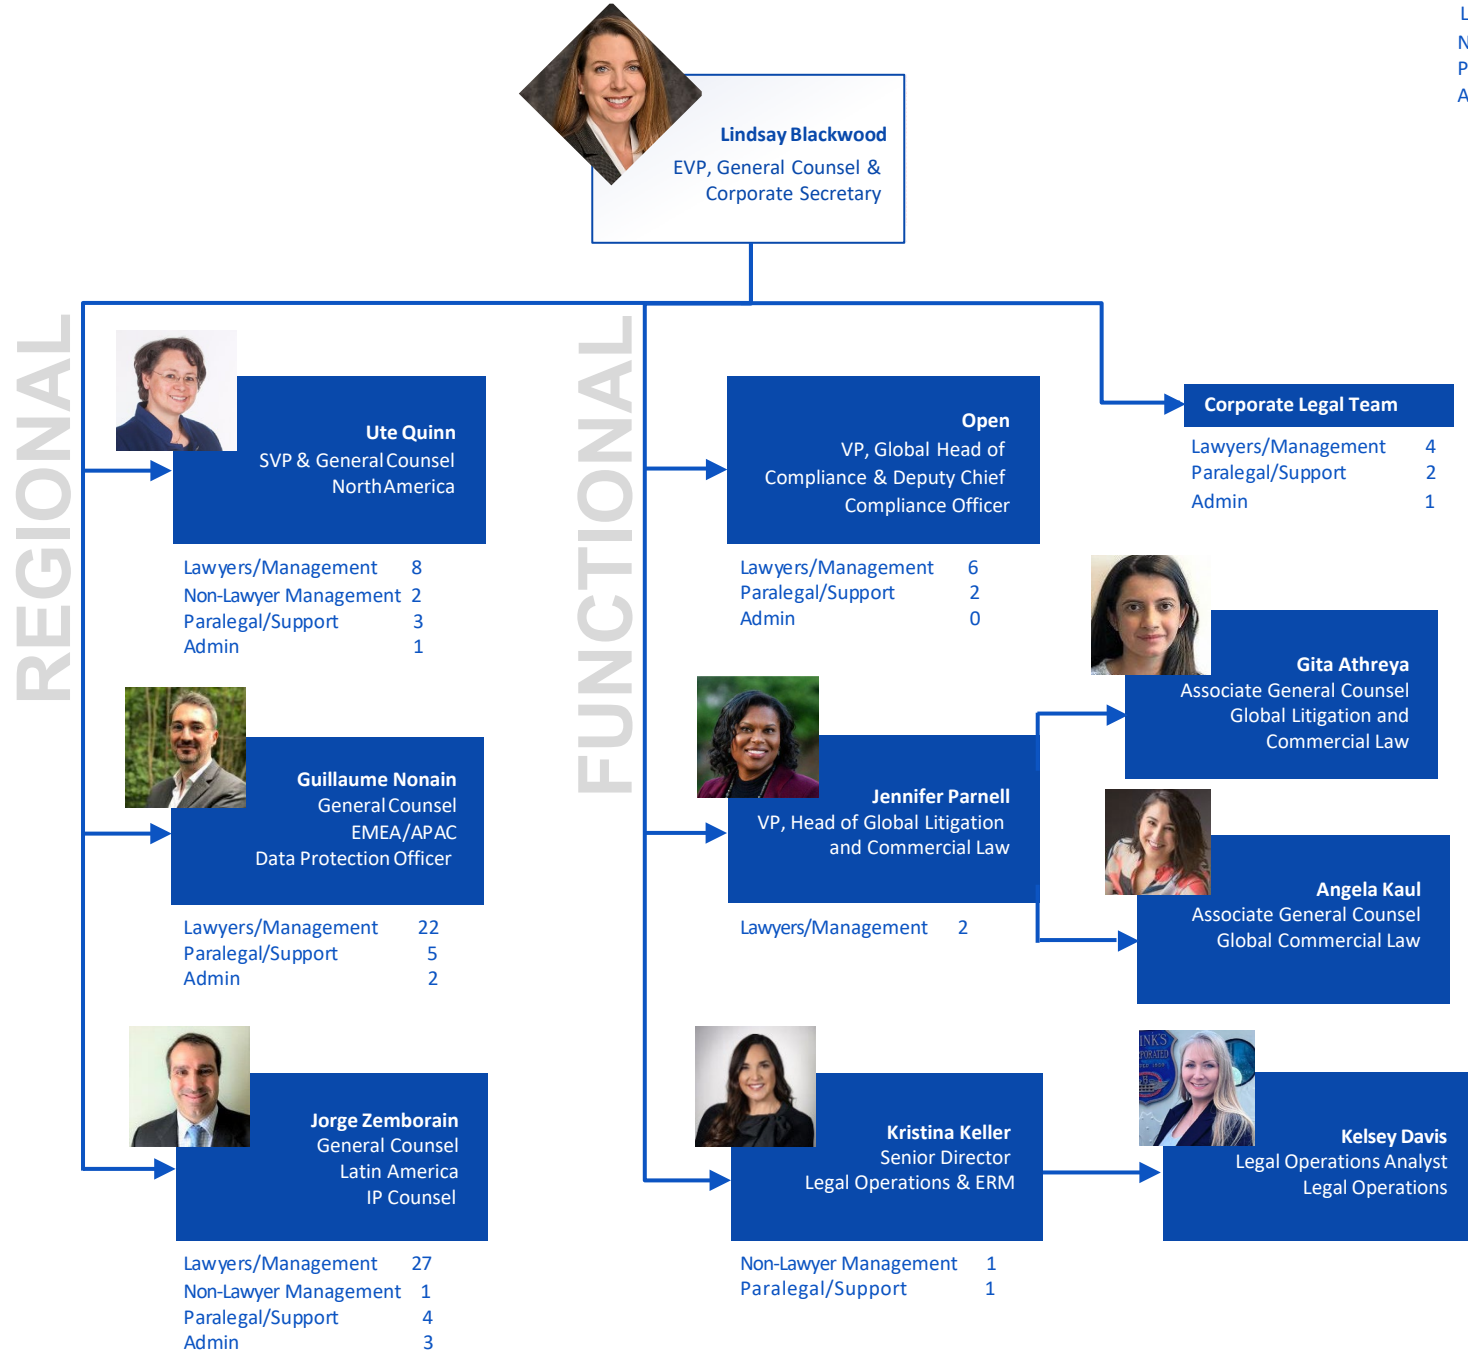 L
N
P
A
Lindsay Blackwood
EVP, General Counsel &
Corporate Secretary
REGIONAL
Ute Quinn
SVP & General Counsel
North America
Lawyers/Management 8
Non-Lawyer Management 2
Paralegal/Support 3
Admin 1
Guillaume Nonain
General Counsel
EMEA/APAC
Data Protection Officer
Lawyers/Management 22
Paralegal/Support 5
Admin 2
Jorge Zemborain
General Counsel
Latin America
IP Counsel
Lawyers/Management 27
Non-Lawyer Management 1
Paralegal/Support 4
Admin 3
FUNCTIONAL
Open
VP, Global Head of
Compliance & Deputy Chief
Compliance Officer
Lawyers/Management 6
Paralegal/Support 2
Admin 0
Jennifer Parnell
VP, Head of Global Litigation
and Commercial Law
Lawyers/Management 2
Gita Athreya
Associate General Counsel
Global Litigation and
Commercial Law
Angela Kaul
Associate General Counsel
Global Commercial Law
Kristina Keller
Senior Director
Legal Operations & ERM
Non-Lawyer Management 1
Paralegal/Support 1
INK'S
Kelsey Davis
Legal Operations Analyst
Legal Operations
Corporate Legal Team
Lawyers/Management 4
Paralegal/Support 2
Admin 1